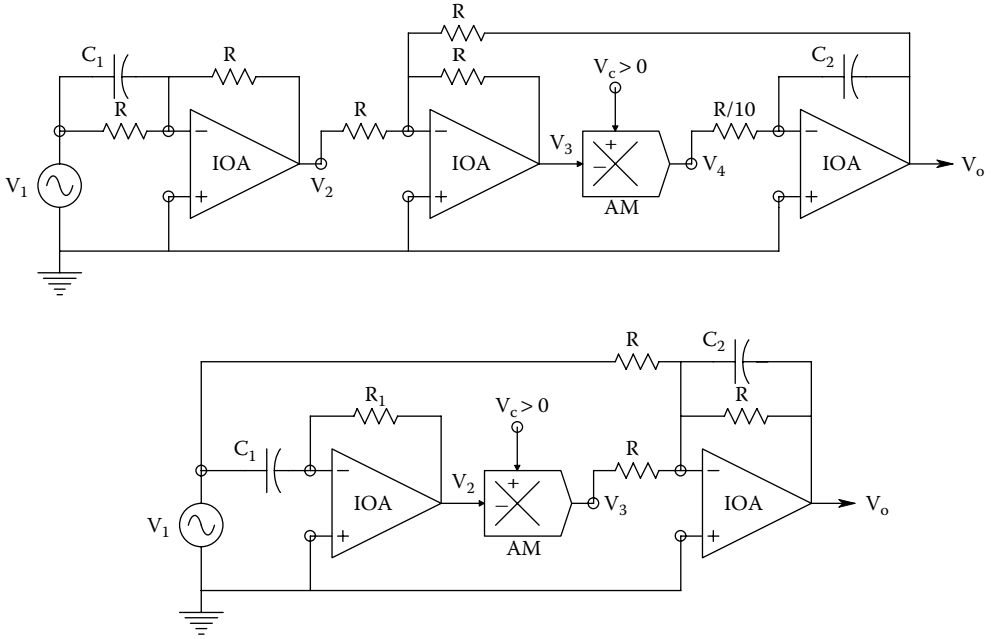 R
C₁
R
R
V_c > 0
C₂
R
R
R/10
−
−
+
−
−
IOA
IOA
V₃
V₄
IOA
V_o
V₂
V₁
+
+
AM
+
R
C₂
R₁
V_c > 0
R
C₁
R
−
+
−
−
IOA
V₂
V₃
IOA
V_o
V₁
+
AM
+